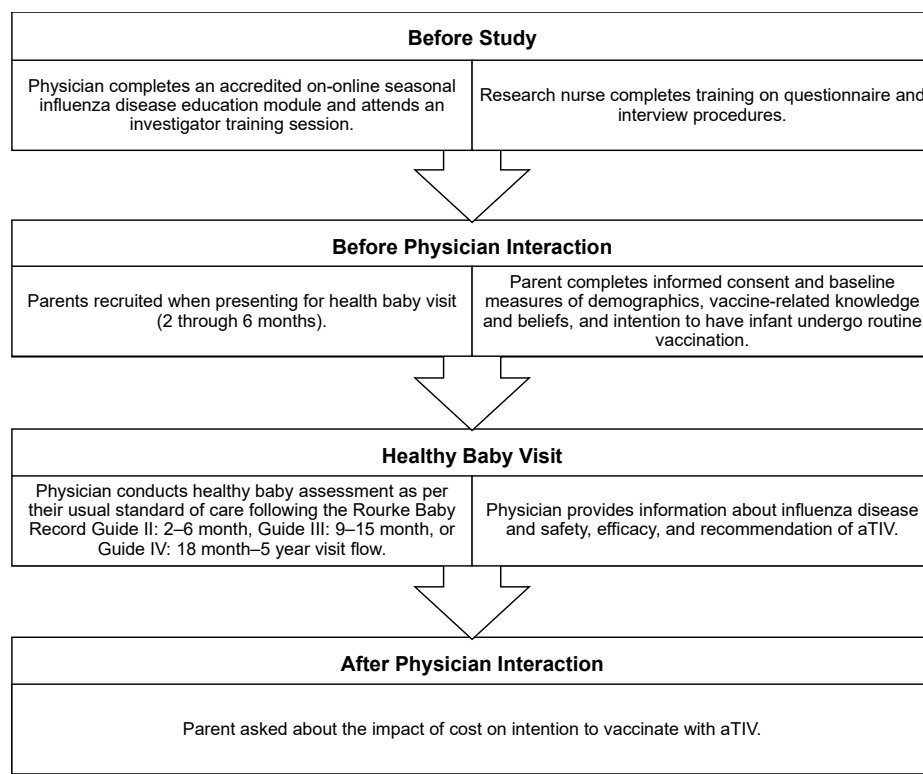 Before Study
Physician completes an accredited on-online seasonal
influenza disease education module and attends an
investigator training session.
Research nurse completes training on questionnaire and
interview procedures.
Before Physician Interaction
Parents recruited when presenting for health baby visit
(2 through 6 months).
Parent completes informed consent and baseline
measures of demographics, vaccine-related knowledge
and beliefs, and intention to have infant undergo routine
vaccination.
Healthy Baby Visit
Physician conducts healthy baby assessment as per
their usual standard of care following the Rourke Baby
Record Guide II: 2–6 month, Guide III: 9–15 month, or
Guide IV: 18 month–5 year visit flow.
Physician provides information about influenza disease
and safety, efficacy, and recommendation of aTIV.
After Physician Interaction
Parent asked about the impact of cost on intention to vaccinate with aTIV.